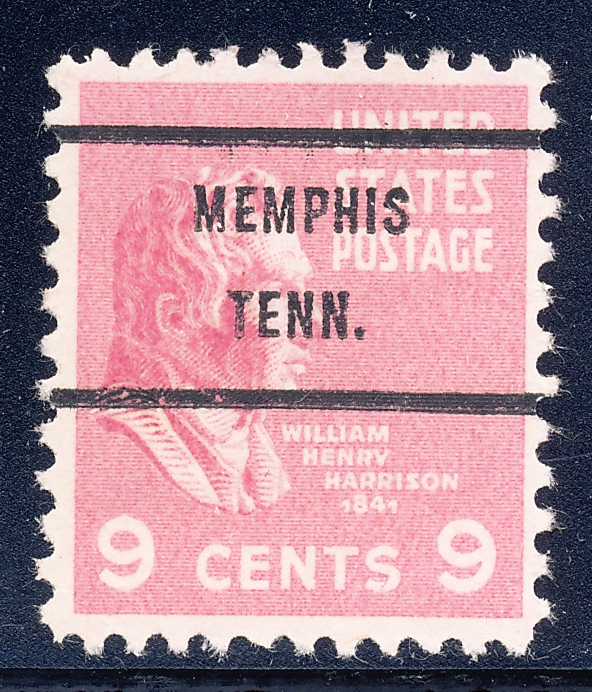 UNITED
STATES
POSTAGE
MEMPHIS
TENN.
WILLIAM
HENRY
HARRISON
1841
9 CENTS 9